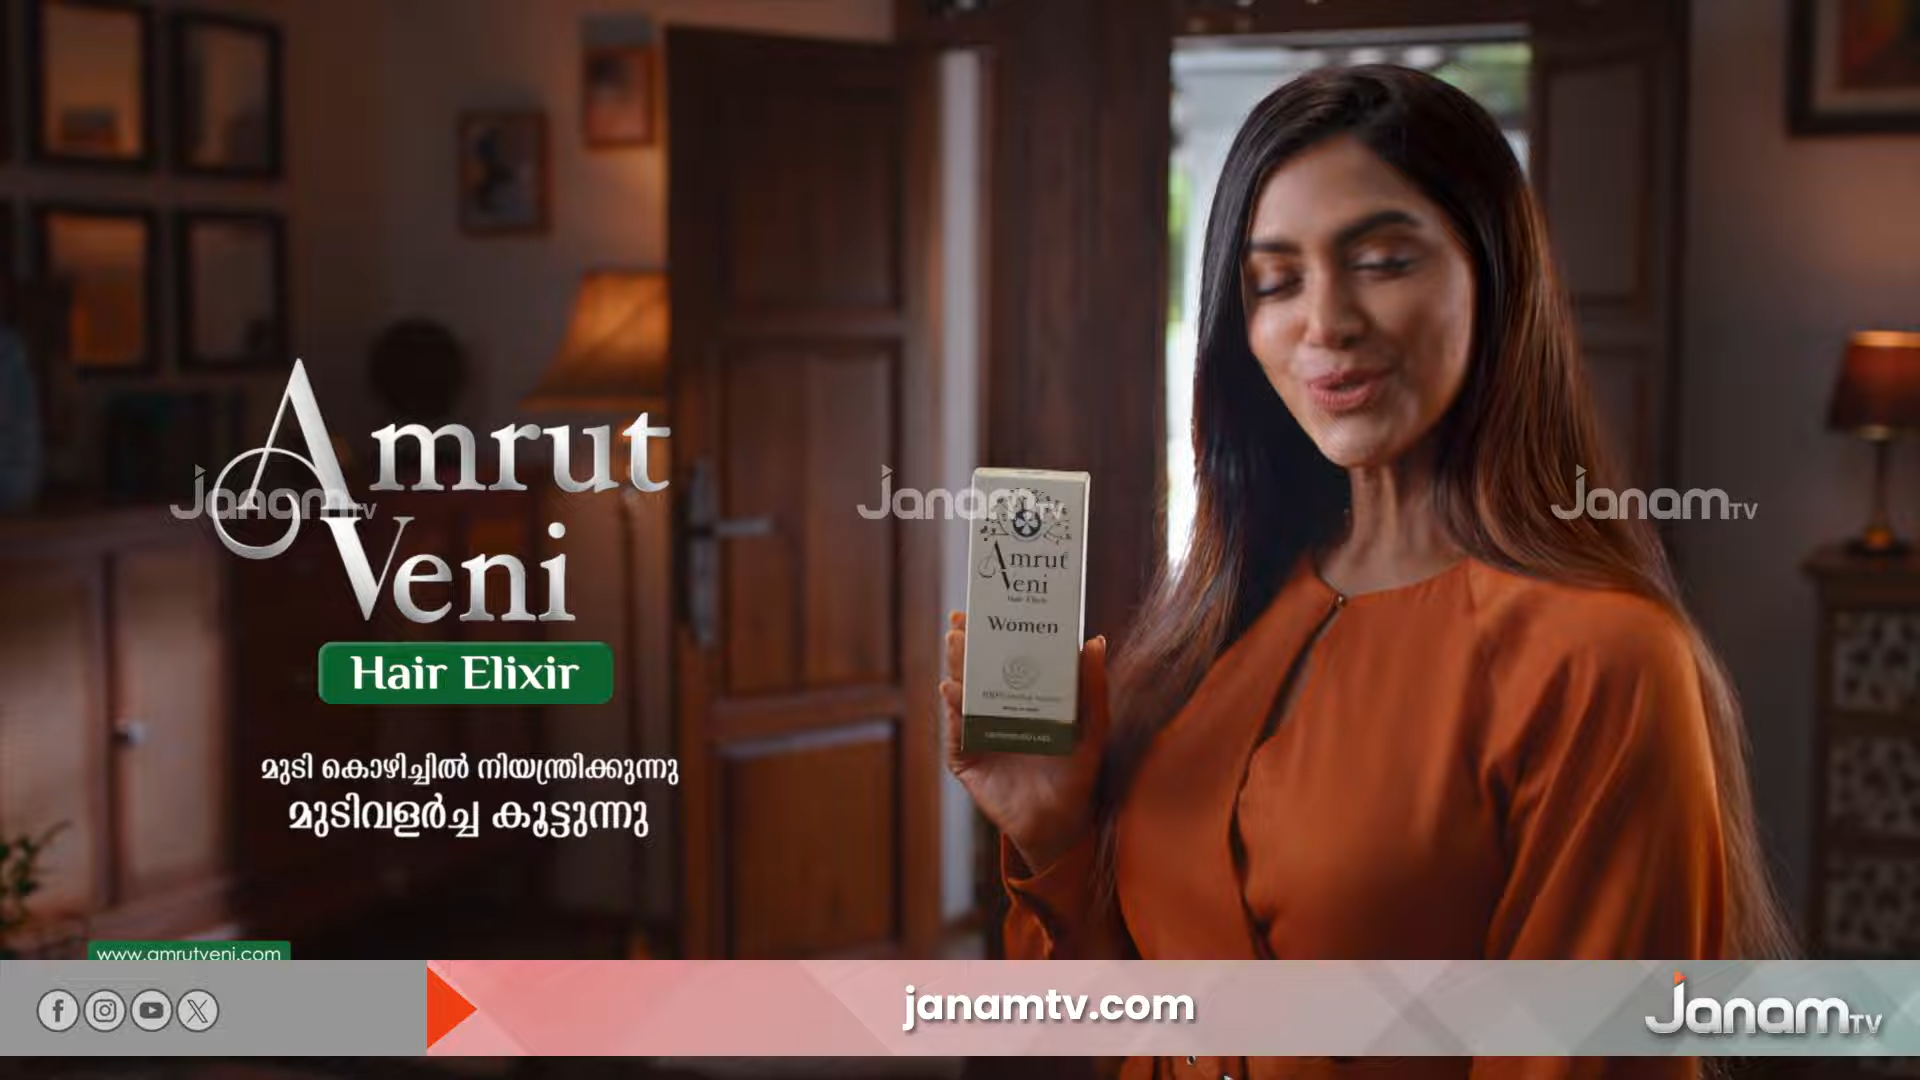 Amrut
Veni
Hair Elixir
മുടി കൊഴിച്ചിൽ നിയന്ത്രിക്കുന്നു
മുടിവളർച്ച കൂട്ടുന്നു
www.amrutveni.com
Janam TV
Janam TV
Janam TV
Amrut
Veni
Hair Elixir
Women
janamtv.com
Janam TV